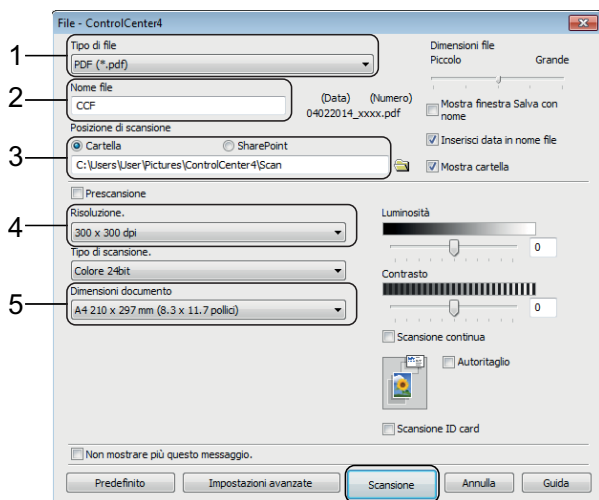 File - ControlCenter4
1
Tipo di file
PDF (*.pdf)
Dimensioni file
Piccolo Grande
2
Nome file
CCF
(Data) (Numero)
04022014_xxxx.pdf
Mostra finestra Salva con
nome
Posizione di scansione
Inserisci data in nome file
3
Cartella SharePoint
C:\Users\User\Pictures\ControlCenter4\Scan
Mostra cartella
Prescansione
4
Risoluzione.
300 x 300 dpi
Luminosità
0
Tipo di scansione.
Colore 24bit
Contrasto
0
5
Dimensioni documento
A4 210 x 297 mm (8.3 x 11.7 pollici)
Scansione continua
Autoritaglio
Scansione ID card
Non mostrare più questo messaggio.
Predefinito Impostazioni avanzate Scansione Annulla Guida